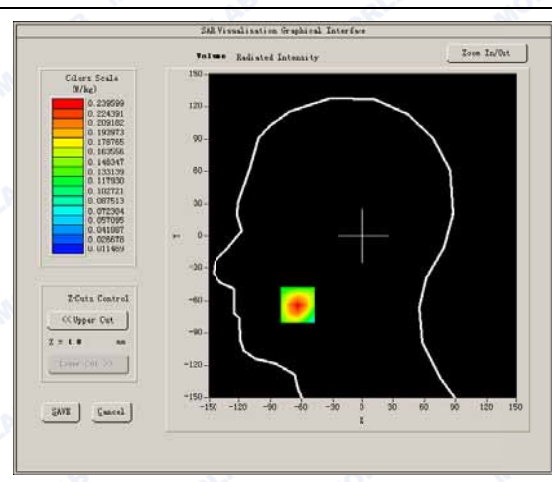 SAR Visualisation Graphical Interface
Volume Radiated Intensity
Zoom In/Out
Colors Scale
(W/kg)
0.239599
0.224391
0.209182
0.193973
0.178765
0.163556
0.148347
0.133139
0.117930
0.102721
0.087513
0.072304
0.057095
0.041887
0.026678
0.011469
Z-Cuts Control
<< Upper Cut
Z = 1.0 mm
Lower Cut >>
SAVE
Cancel
150
120
90
60
30
0
-30
-60
-90
-120
-150
Y
-150 -120 -90 -60 -30 0 30 60 90 120 150
X